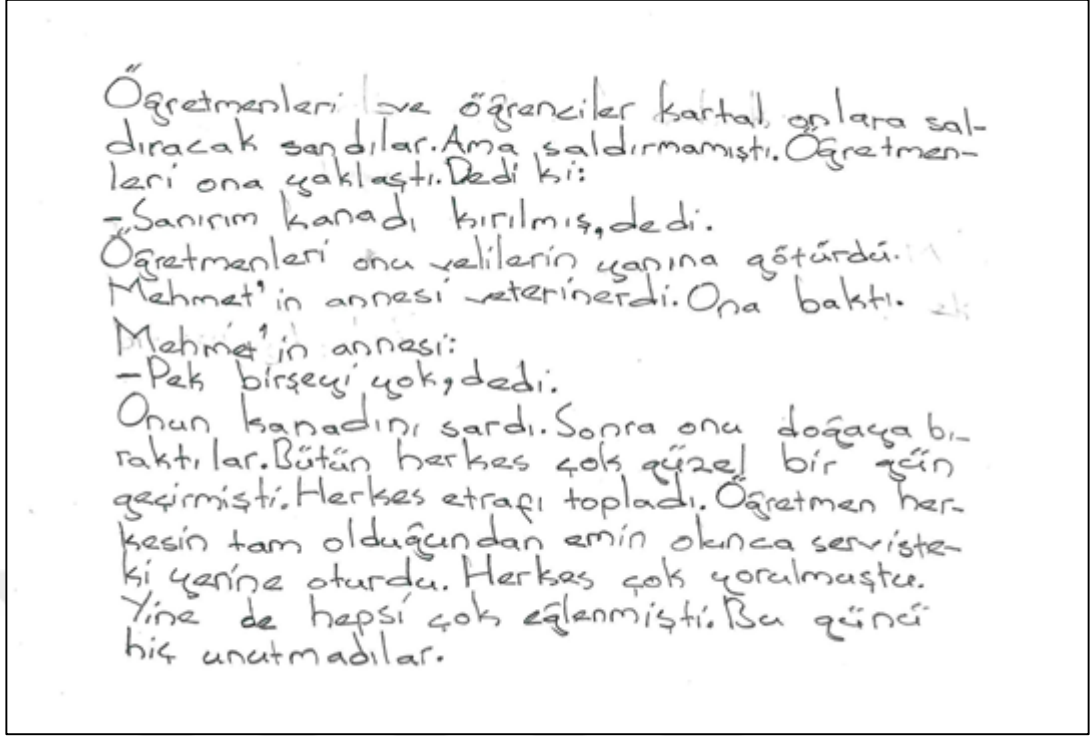 Öğretmenleri ve öğrenciler kartal onlara sal-
dıracak sandılar.Ama saldırmamıştı.Öğretmen-
leri ona yaklaştı.Dedi ki:
-Sanırım kanadı kırılmış,dedi.
Öğretmenleri onu velilerin yanına götürdü.
Mehmet'in annesi veterinerdi.Ona baktı.
Mehmet'in annesi:
-Pek birşeyi yok,dedi.
Onun kanadını sardı.Sonra onu doğaya bı-
raktılar.Bütün herkes çok güzel bir gün
geçirmişti.Herkes etrafı topladı.Öğretmen her-
kesin tam olduğundan emin olunca serviste-
ki yerine oturdu.Herkes çok yorulmuştu.
Yine de hepsi çok eğlenmişti.Bu günü
hiç unutmadılar.